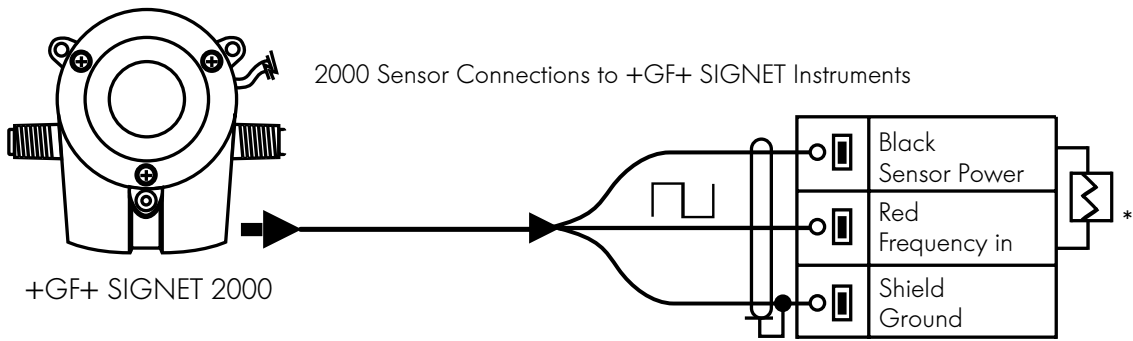 2000 Sensor Connections to +GF+ SIGNET Instruments
Black
Sensor Power
Red
Frequency in
*
Shield
Ground
+GF+ SIGNET 2000